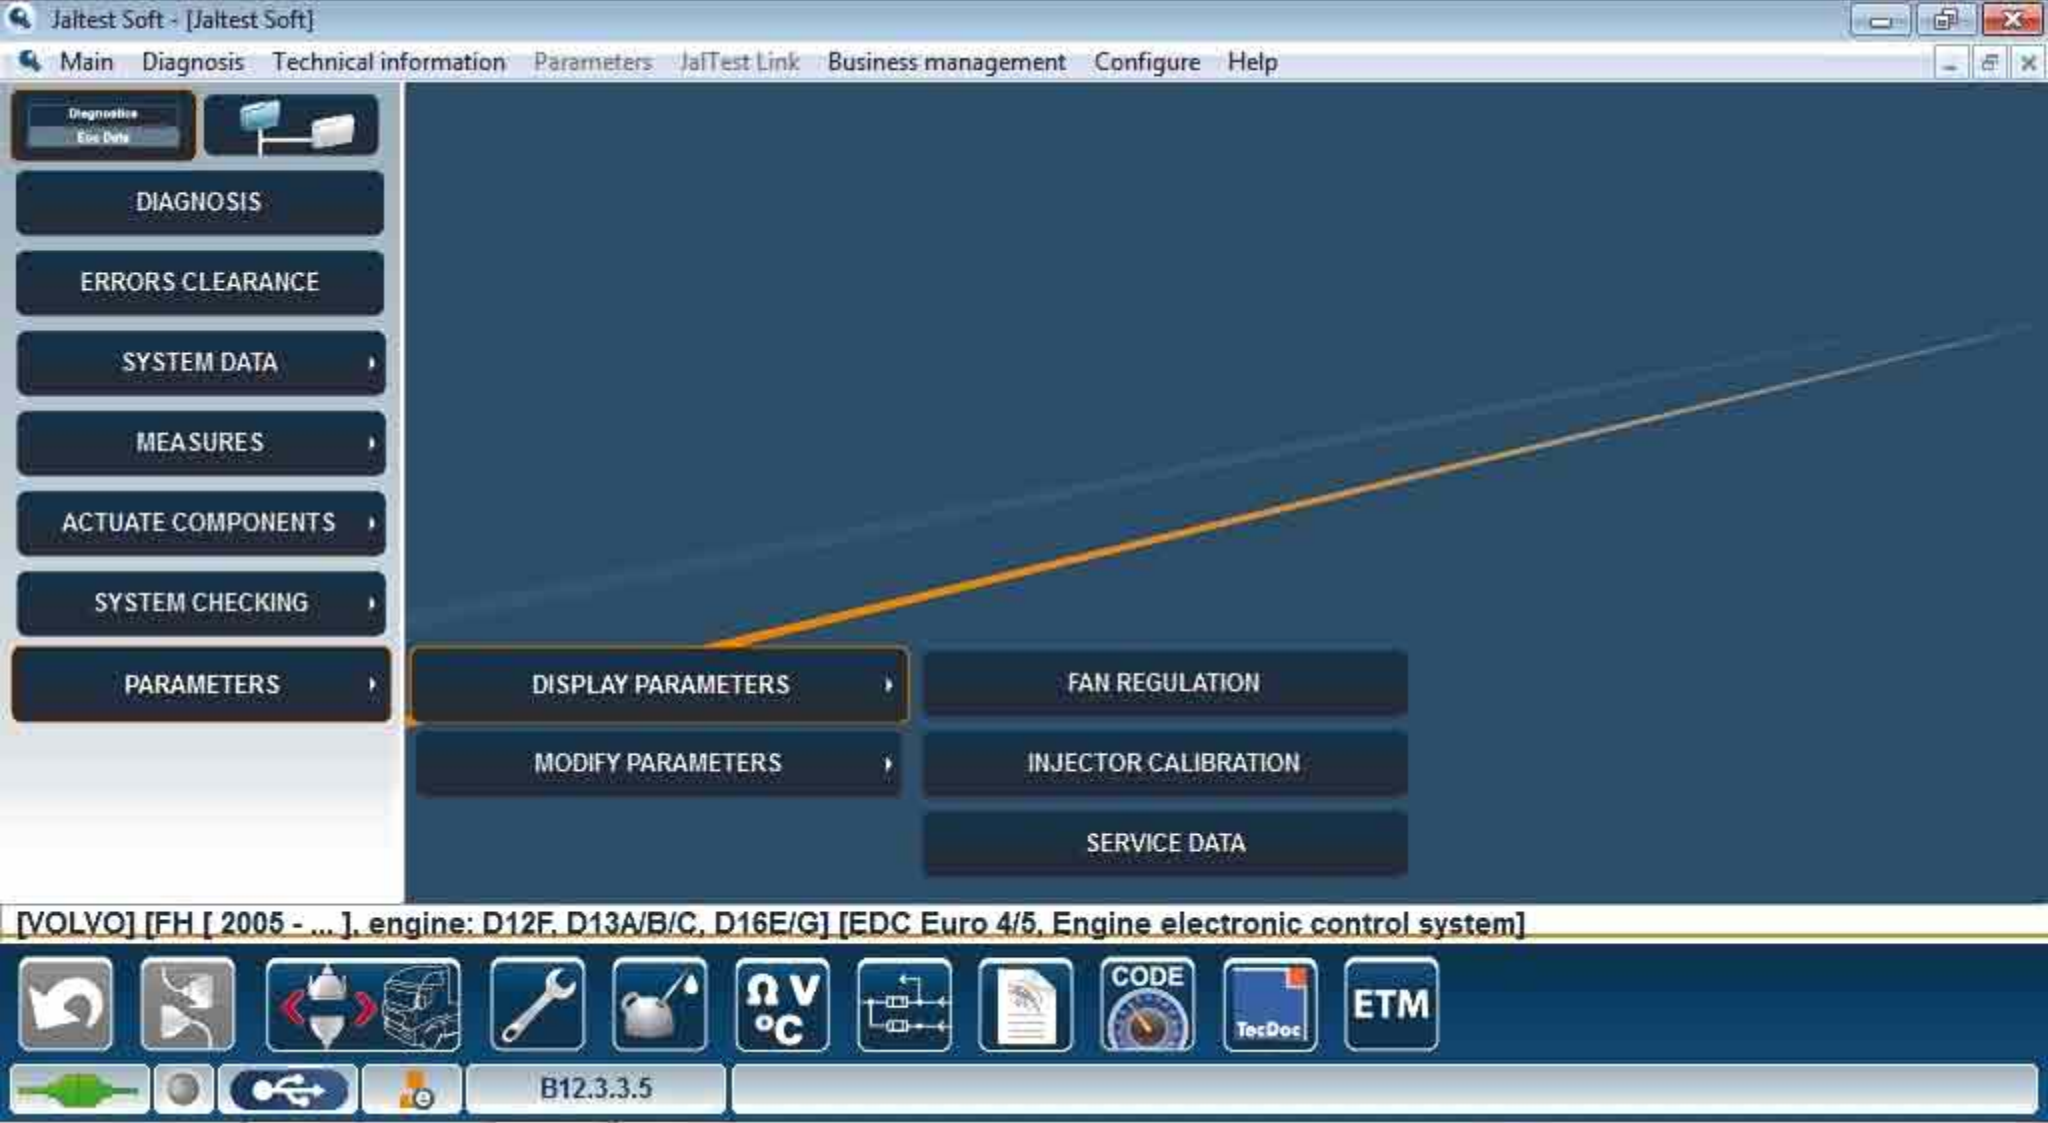 Jaltest Soft - [Jaltest Soft]
Main Diagnosis Technical information Parameters JalTest Link Business management Configure Help
Diagnostics
Eoc Data
DIAGNOSIS
ERRORS CLEARANCE
SYSTEM DATA
MEASURES
ACTUATE COMPONENTS
SYSTEM CHECKING
PARAMETERS
DISPLAY PARAMETERS
FAN REGULATION
MODIFY PARAMETERS
INJECTOR CALIBRATION
SERVICE DATA
[VOLVO] [FH [ 2005 - ... ], engine: D12F, D13A/B/C, D16E/G] [EDC Euro 4/5, Engine electronic control system]
Ω V
°C
CODE
TecDoc
ETM
B12.3.3.5